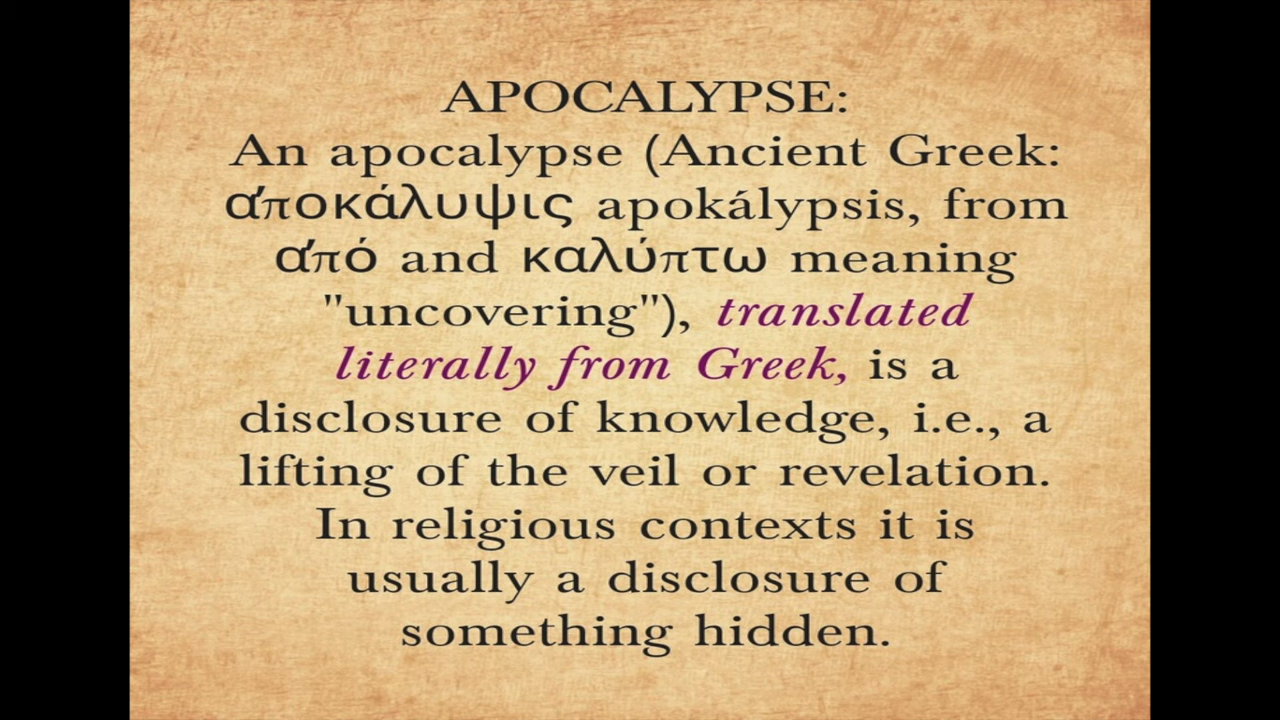 APOCALYPSE:
An apocalypse (Ancient Greek:
ἀποκάλυψις apokálypsis, from
ἀπό and καλύπτω meaning
"uncovering"), translated
literally from Greek, is a
disclosure of knowledge, i.e., a
lifting of the veil or revelation.
In religious contexts it is
usually a disclosure of
something hidden.